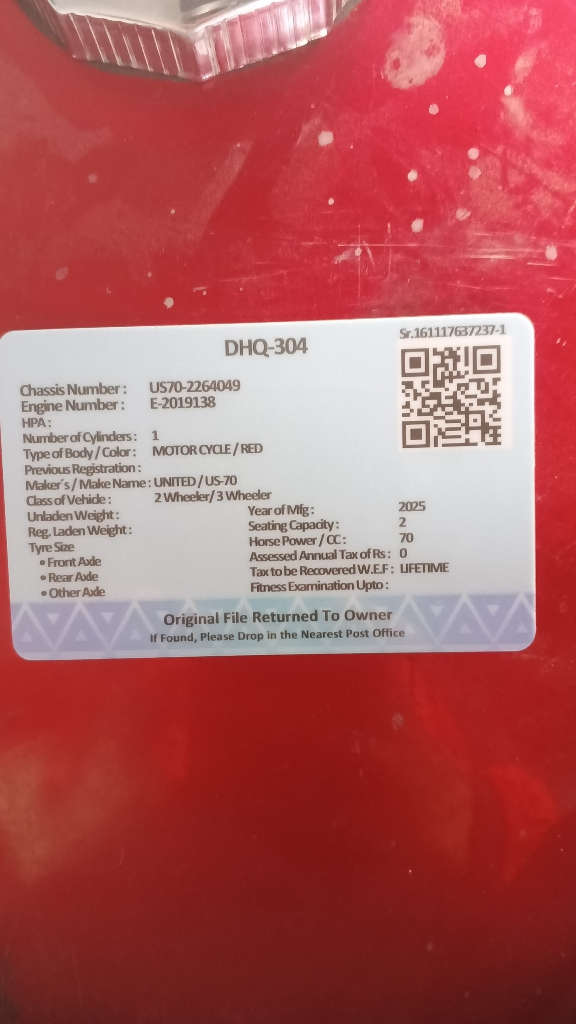 DHQ-304
Sr.161117637237-1
Chassis Number : US70-2264049
Engine Number : E-2019138
HPA :
Number of Cylinders : 1
Type of Body / Color : MOTOR CYCLE / RED
Previous Registration :
Maker's / Make Name : UNITED / US-70
Class of Vehicle : 2 Wheeler/ 3 Wheeler
Unladen Weight :
Reg. Laden Weight :
Tyre Size
• Front Axle
• Rear Axle
• Other Axle
Year of Mfg : 2025
Seating Capacity : 2
Horse Power / CC : 70
Assessed Annual Tax of Rs : 0
Tax to be Recovered W.E.F : LIFETIME
Fitness Examination Upto :
Original File Returned To Owner
If Found, Please Drop in the Nearest Post Office